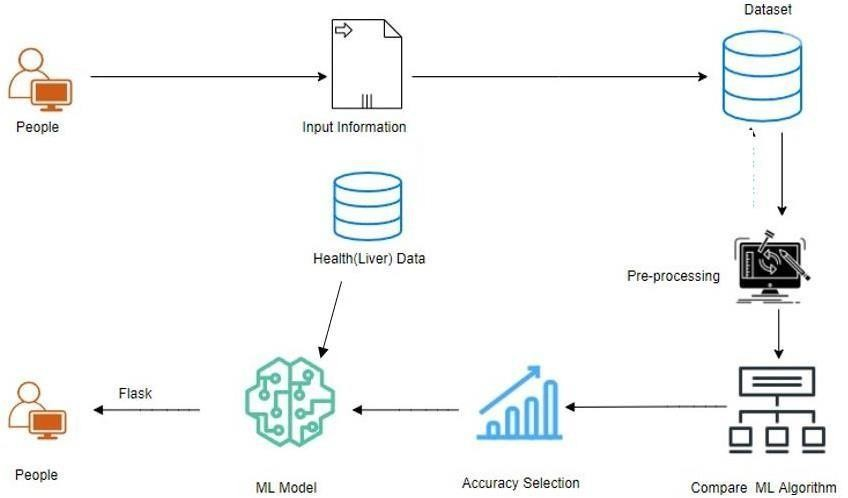 Dataset
People
Input Information
Health(Liver) Data
Pre-processing
Flask
People
ML Model
Accuracy Selection
Compare ML Algorithm